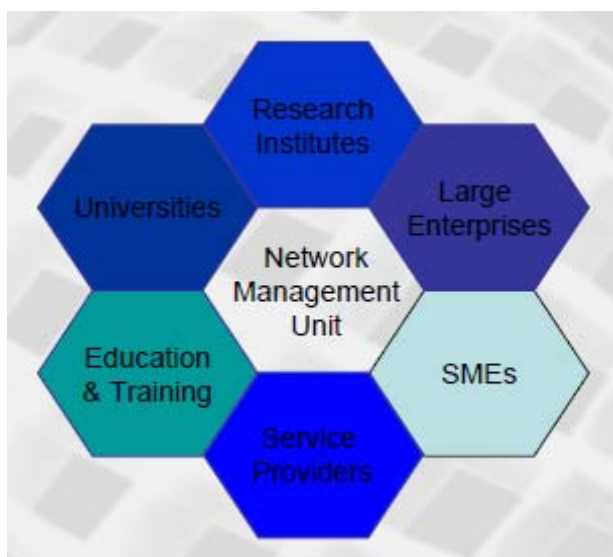 Research
Institutes
Universities
Large
Enterprises
Network
Management
Unit
Education
& Training
SMEs
Service
Providers